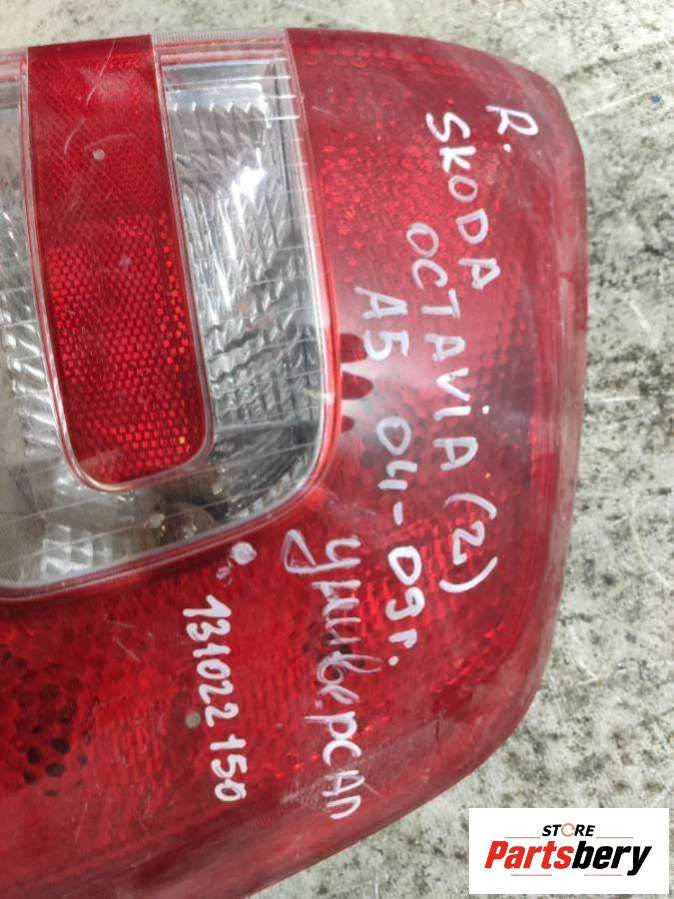 R.
SKODA
OCTAViA (2)
A5 04-09г.
универсал
131022 150
STORE
Partsbery